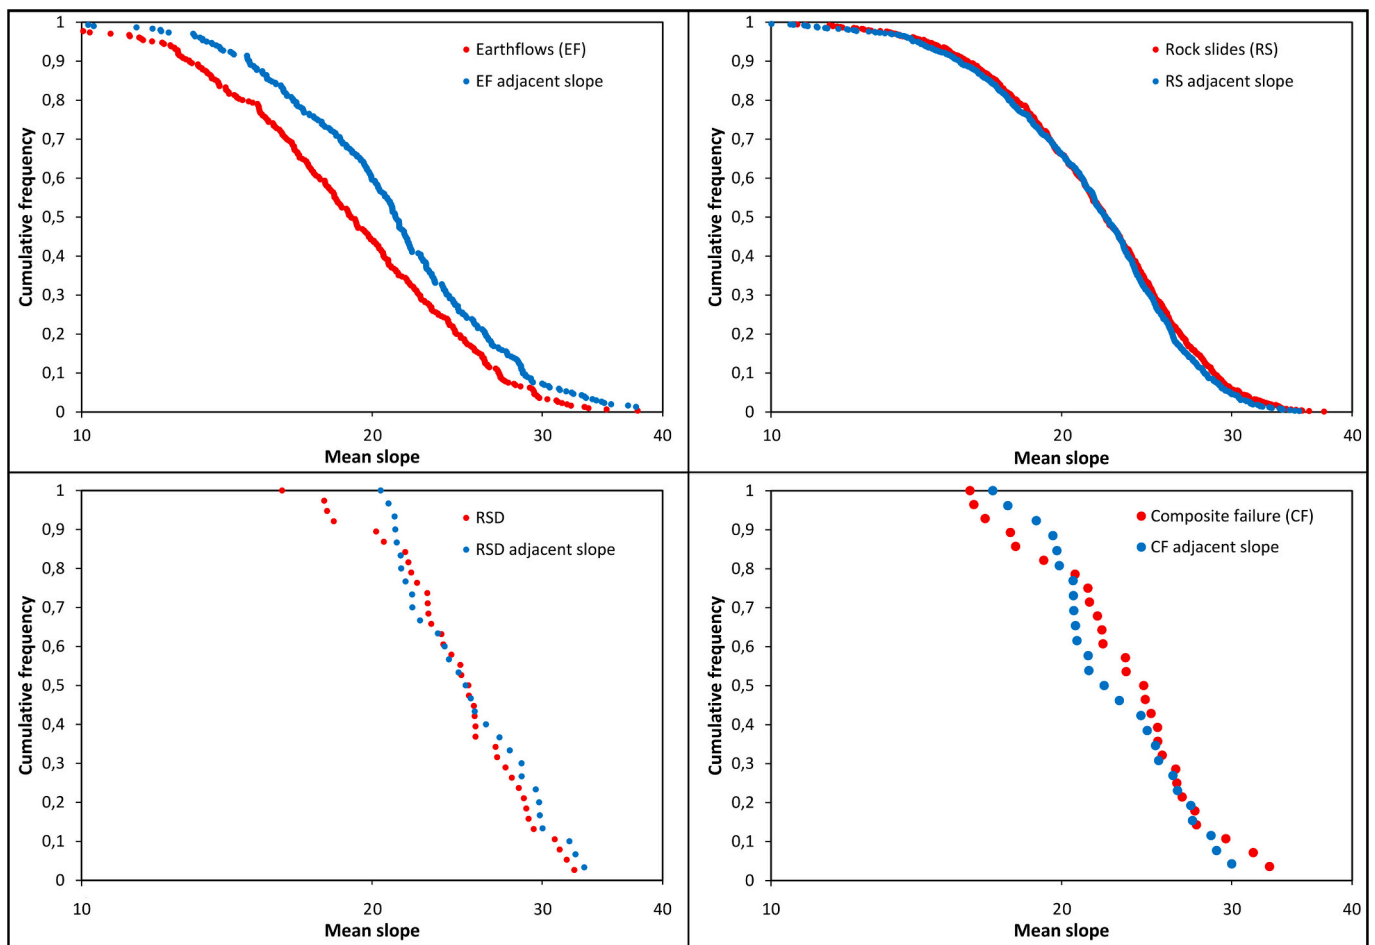 1
0,9
0,8
0,7
0,6
0,5
0,4
0,3
0,2
0,1
0
Cumulative frequency
Earthflows (EF)
EF adjacent slope
10 20 30 40
Mean slope
1
0,9
0,8
0,7
0,6
0,5
0,4
0,3
0,2
0,1
0
Cumulative frequency
Rock slides (RS)
RS adjacent slope
10 20 30 40
Mean slope
1
0,9
0,8
0,7
0,6
0,5
0,4
0,3
0,2
0,1
0
Cumulative frequency
RSD
RSD adjacent slope
10 20 30 40
Mean slope
1
0,9
0,8
0,7
0,6
0,5
0,4
0,3
0,2
0,1
0
Cumulative frequency
Composite failure (CF)
CF adjacent slope
10 20 30 40
Mean slope